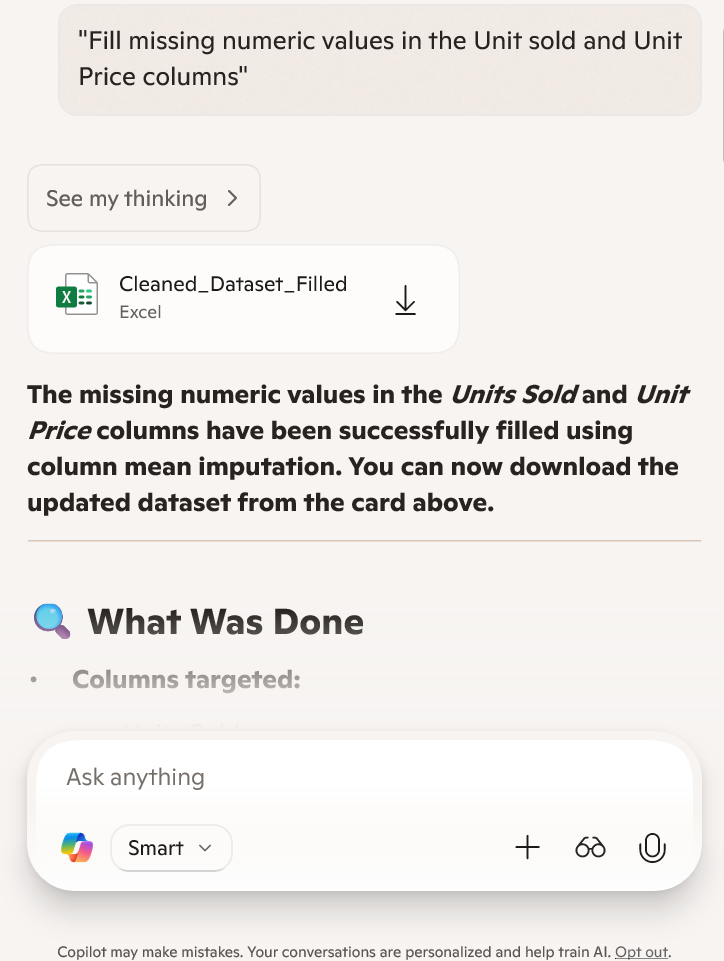 "Fill missing numeric values in the Unit sold and Unit
Price columns"
See my thinking
Cleaned_Dataset_Filled
Excel
The missing numeric values in the Units Sold and Unit
Price columns have been successfully filled using
column mean imputation. You can now download the
updated dataset from the card above.
🔍 What Was Done
• Columns targeted:
Ask anything
Smart
Copilot may make mistakes. Your conversations are personalized and help train AI. Opt out.